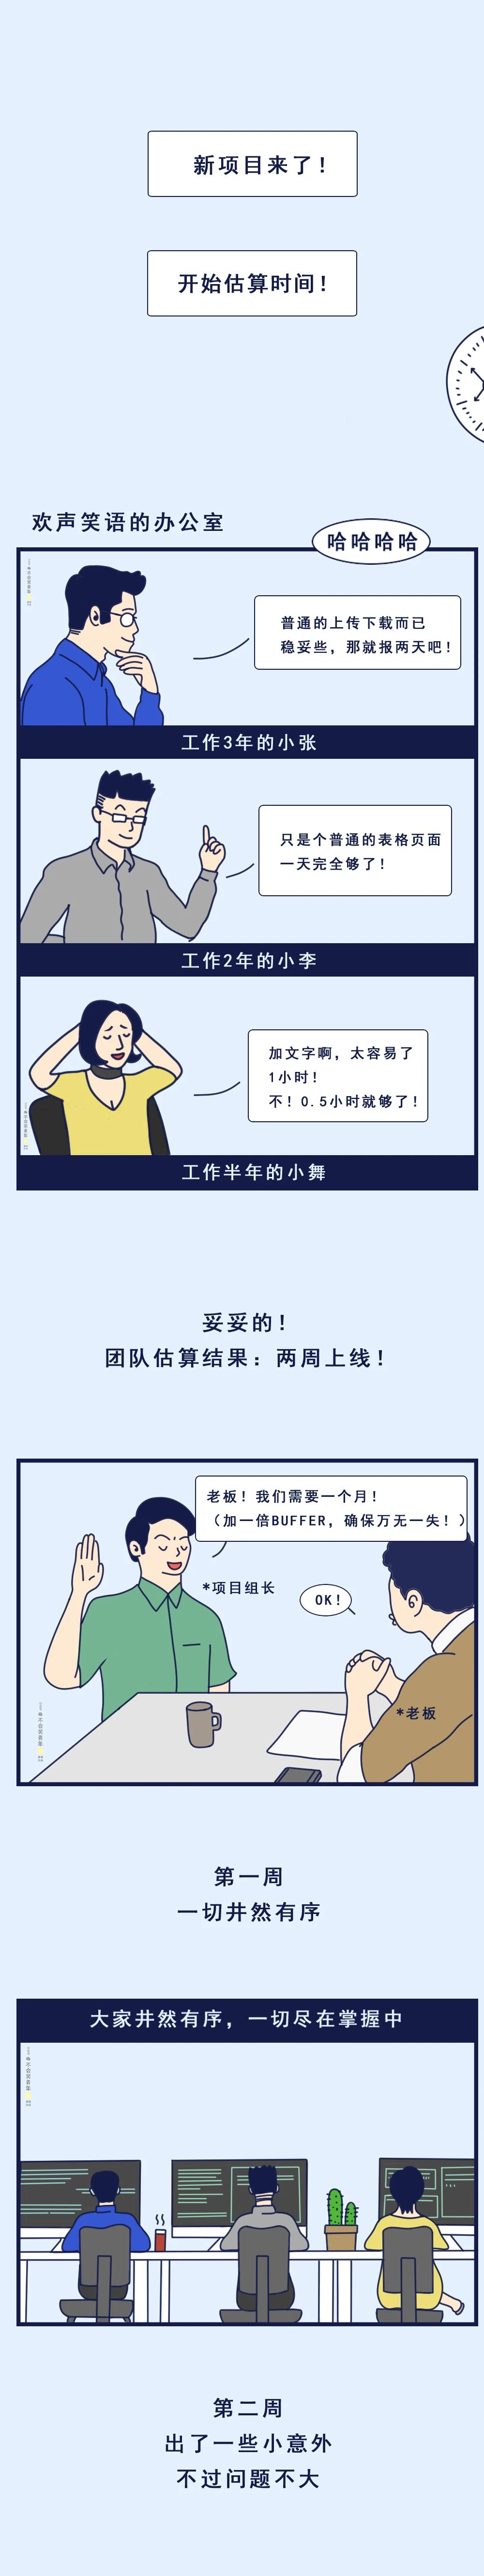 新项目来了!
开始估算时间!
欢声笑语的办公室
哈哈哈哈
普通的上传下载而已
稳妥些，那就报两天吧!
工作3年的小张
只是个普通的表格页面
一天完全够了!
工作2年的小李
加文字啊，太容易了
1小时!
不! 0.5小时就够了!
工作半年的小舞
妥妥的!
团队估算结果: 两周上线!
老板! 我们需要一个月!
(加一倍BUFFER, 确保万无一失! )
*项目组长
OK!
*老板
第一周
一切井然有序
大家井然有序，一切尽在掌握中
第二周
出了一些小意外
不过问题不大